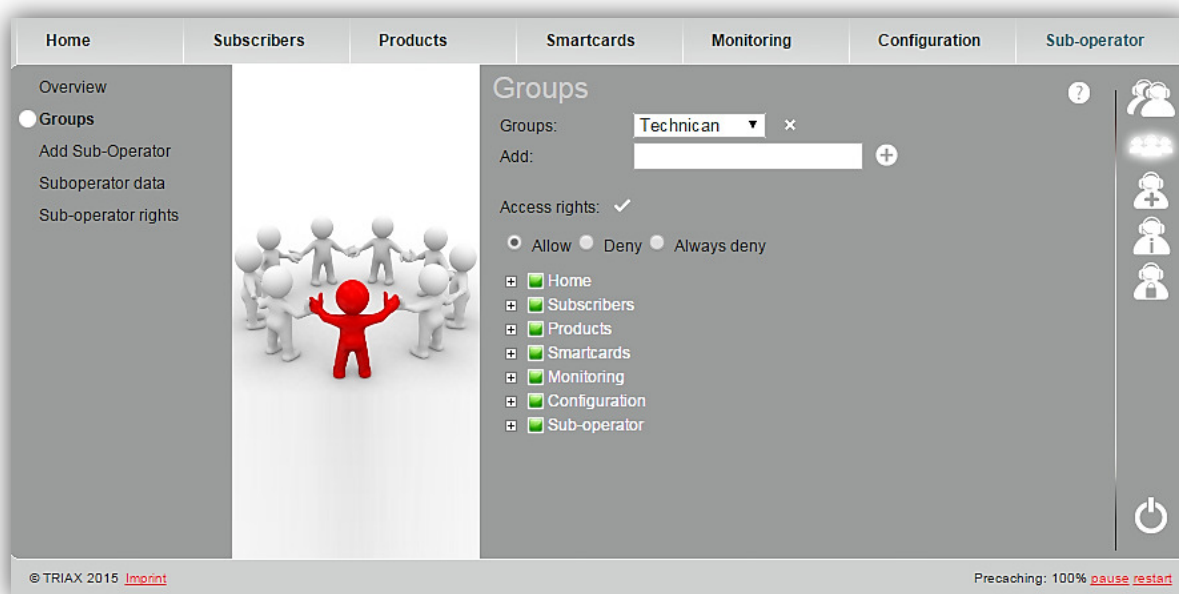 Home Subscribers Products Smartcards Monitoring Configuration Sub-operator
Overview
Groups
Add Sub-Operator
Suboperator data
Sub-operator rights
Groups
?
Groups: Technican
Add:
Access rights:
Allow Deny Always deny
Home
Subscribers
Products
Smartcards
Monitoring
Configuration
Sub-operator
© TRIAX 2015 Imprint
Precaching: 100% pause restart